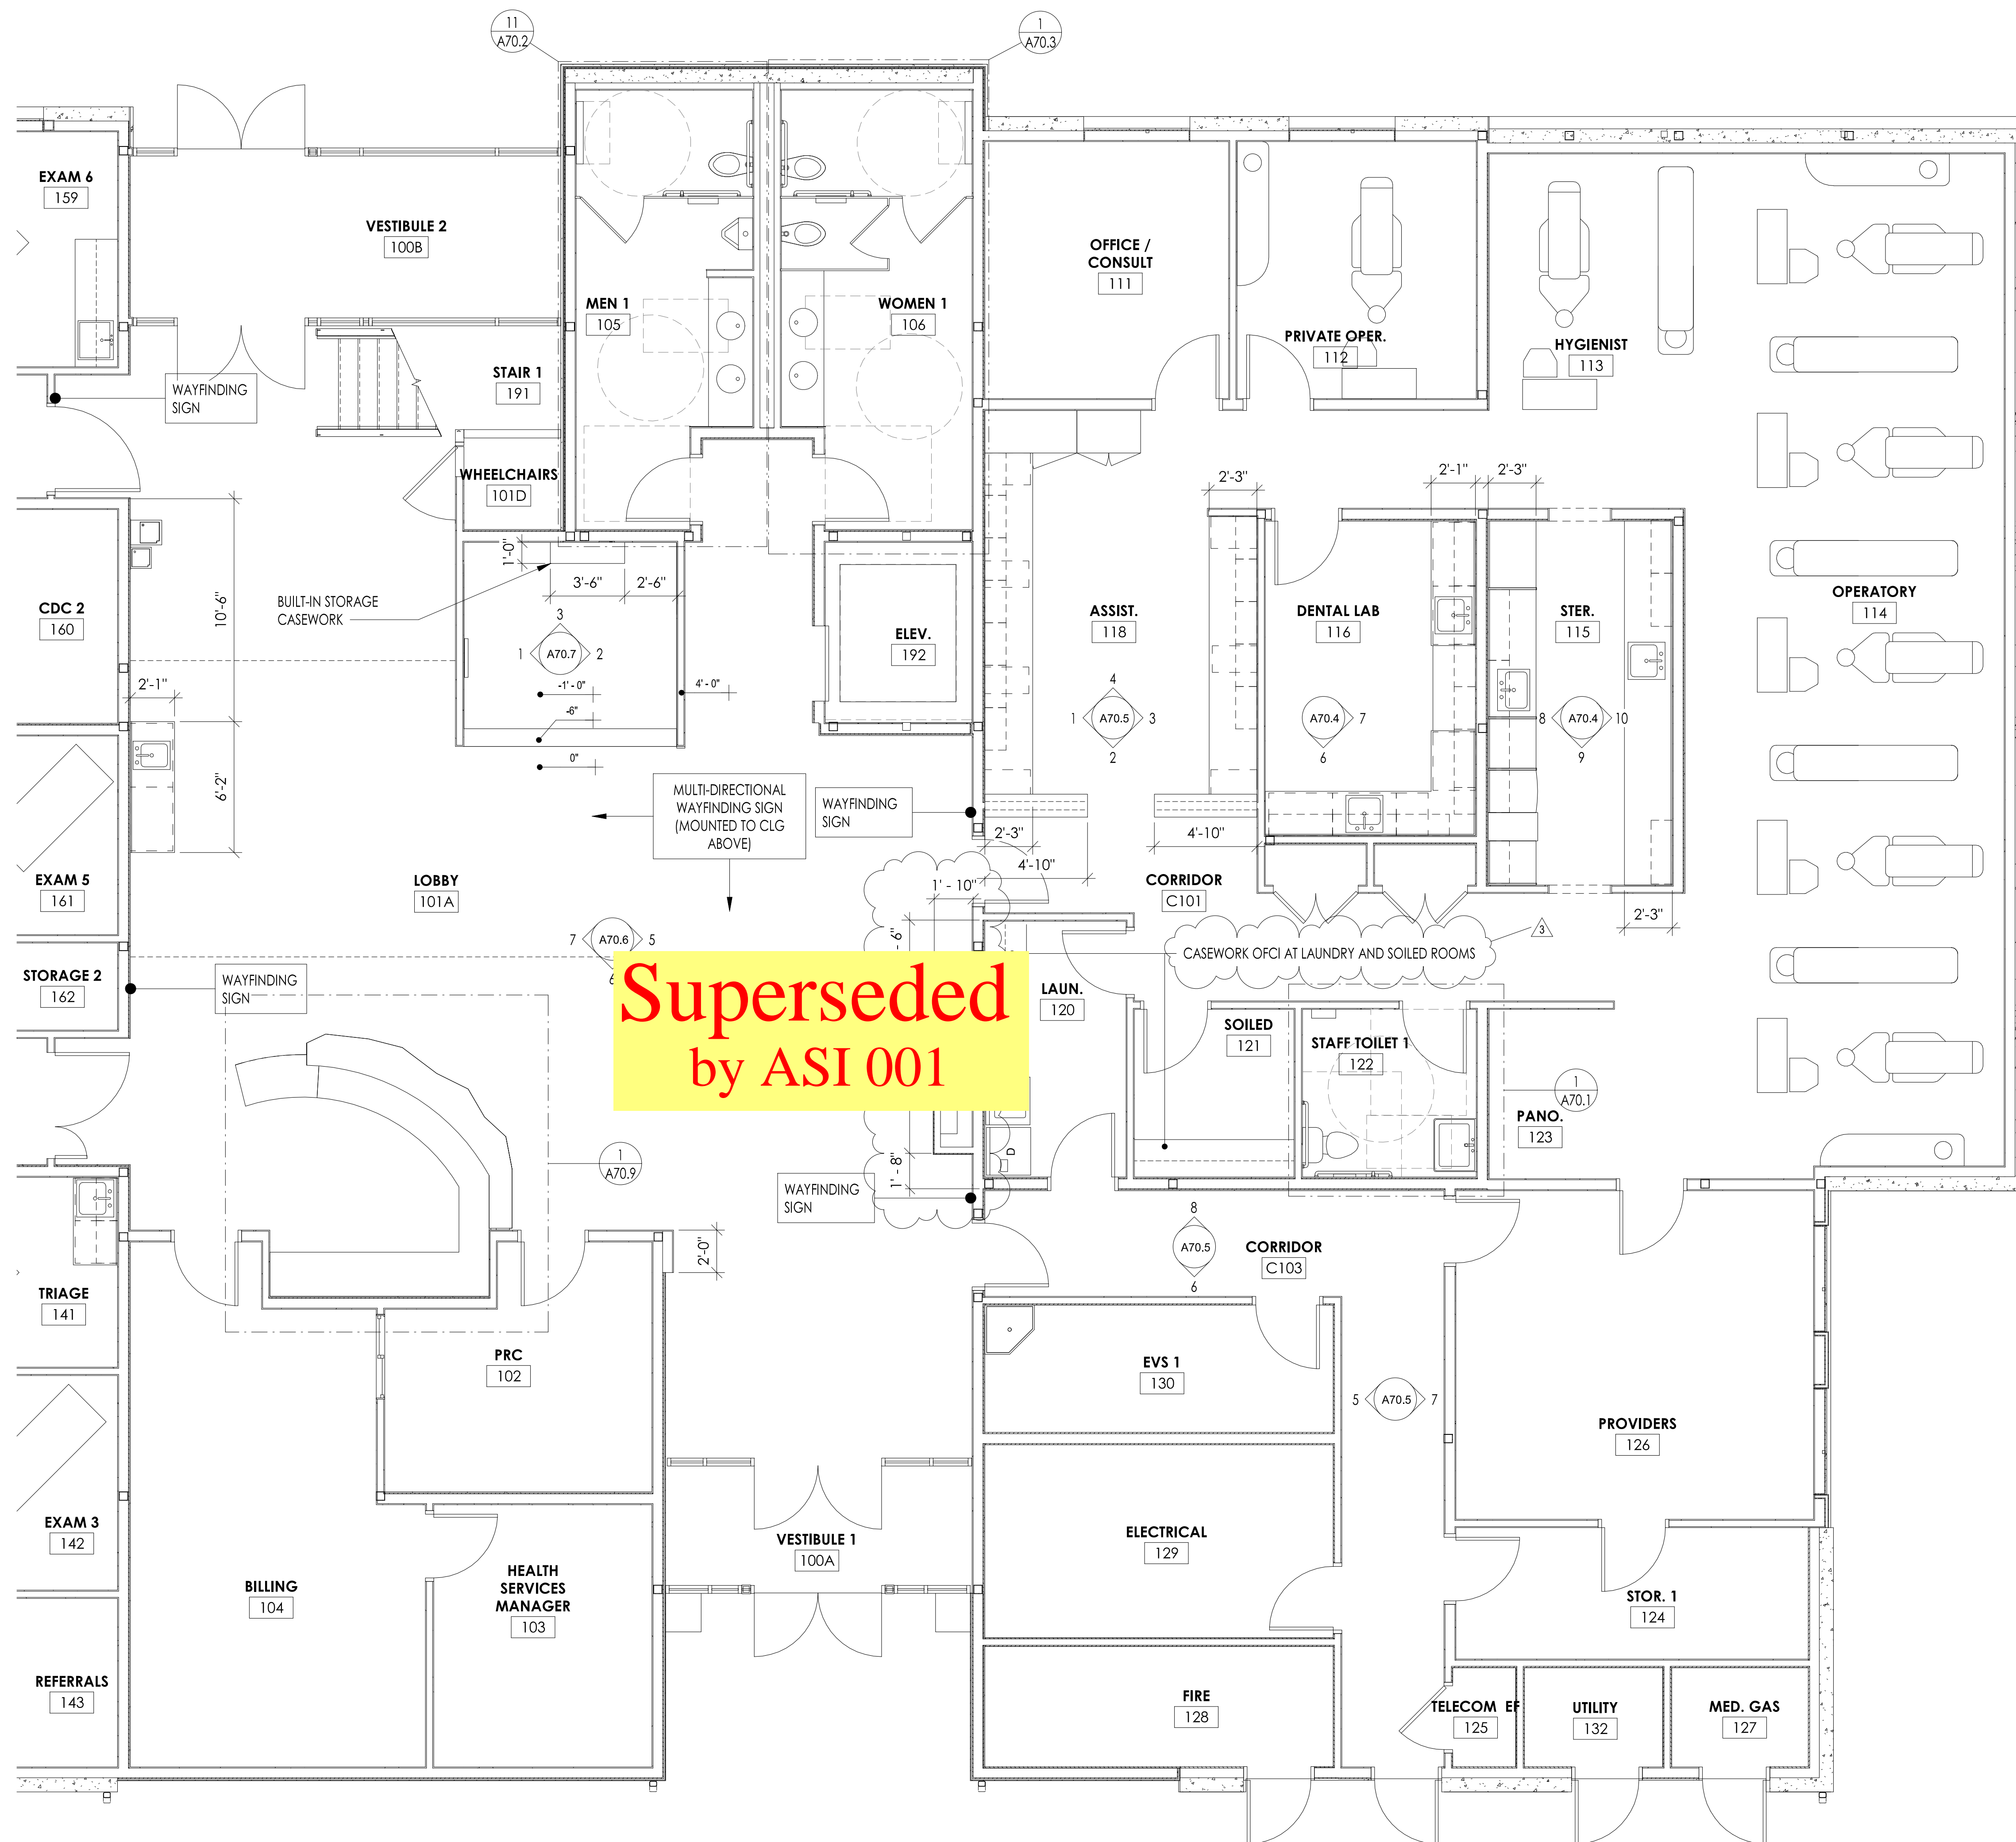 11
A70.2
1
A70.3
EXAM 6
159
VESTIBULE 2
100B
OFFICE /
CONSULT
111
MEN 1
105
WOMEN 1
106
PRIVATE OPER.
112
HYGIENIST
113
WAYFINDING
SIGN
STAIR 1
191
WHEELCHAIRS
101D
2'-3"
2'-1"
2'-3"
1'-0"
3'-6"
2'-6"
10'-6"
BUILT-IN STORAGE
CASEWORK
CDC 2
160
3
1
A70.7
2
ELEV.
192
ASSIST.
118
DENTAL LAB
116
STER.
115
OPERATORY
114
2'-1"
-1' - 0"
4' - 0"
-6"
0"
4
1
A70.5
3
2
A70.4
7
6
8
A70.4
10
9
6'-2"
MULTI-DIRECTIONAL
WAYFINDING SIGN
(MOUNTED TO CLG
ABOVE)
WAYFINDING
SIGN
2'-3"
4'-10"
4'-10"
EXAM 5
161
LOBBY
101A
1' - 10"
CORRIDOR
C101
2'-3"
7
A70.6
5
6"
3
CASEWORK OFCI AT LAUNDRY AND SOILED ROOMS
STORAGE 2
162
WAYFINDING
SIGN
Superseded
by ASI 001
LAUN.
120
SOILED
121
STAFF TOILET 1
122
1
A70.1
PANO.
123
D
1
A70.9
1' - 8"
WAYFINDING
SIGN
2'-0"
8
A70.5
6
CORRIDOR
C103
TRIAGE
141
PRC
102
EVS 1
130
5
A70.5
7
PROVIDERS
126
EXAM 3
142
VESTIBULE 1
100A
ELECTRICAL
129
BILLING
104
HEALTH
SERVICES
MANAGER
103
STOR. 1
124
REFERRALS
143
FIRE
128
TELECOM EF
125
UTILITY
132
MED. GAS
127